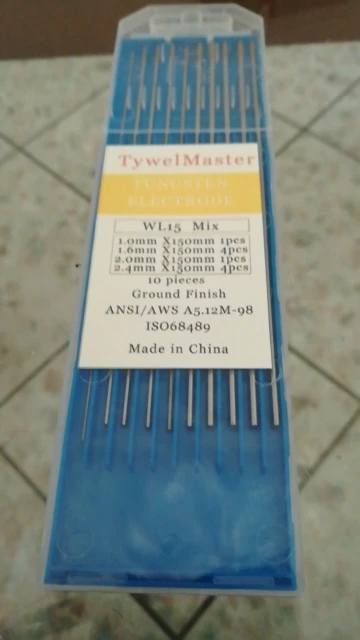 TywelMaster
TUNGSTEN
ELECTRODE
WL15 Mix
1.0mm X150mm 1pcs
1.6mm X150mm 4pcs
2.0mm X150mm 1pcs
2.4mm X150mm 4pcs
10 pieces
Ground Finish
ANSI/AWS A5.12M-98
ISO68489
Made in China